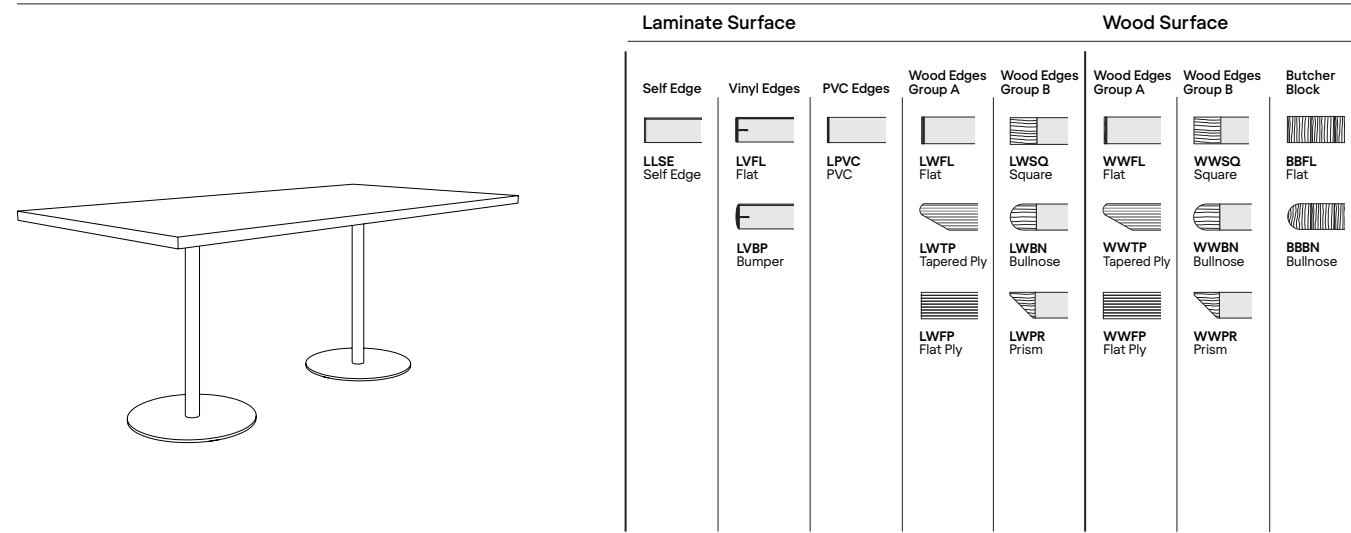 Laminate Surface
Wood Surface
Self Edge
LLSE
Self Edge
Vinyl Edges
LVFL
Flat
LVBP
Bumper
PVC Edges
LPVC
PVC
Wood Edges
Group A
LWFL
Flat
LWTP
Tapered Ply
LWFP
Flat Ply
Wood Edges
Group B
LWSQ
Square
LWBN
Bullnose
LWPR
Prism
Wood Edges
Group A
WWFL
Flat
WWTP
Tapered Ply
WWFP
Flat Ply
Wood Edges
Group B
WWSQ
Square
WWBN
Bullnose
WWPR
Prism
Butcher
Block
BBFL
Flat
BBBN
Bullnose